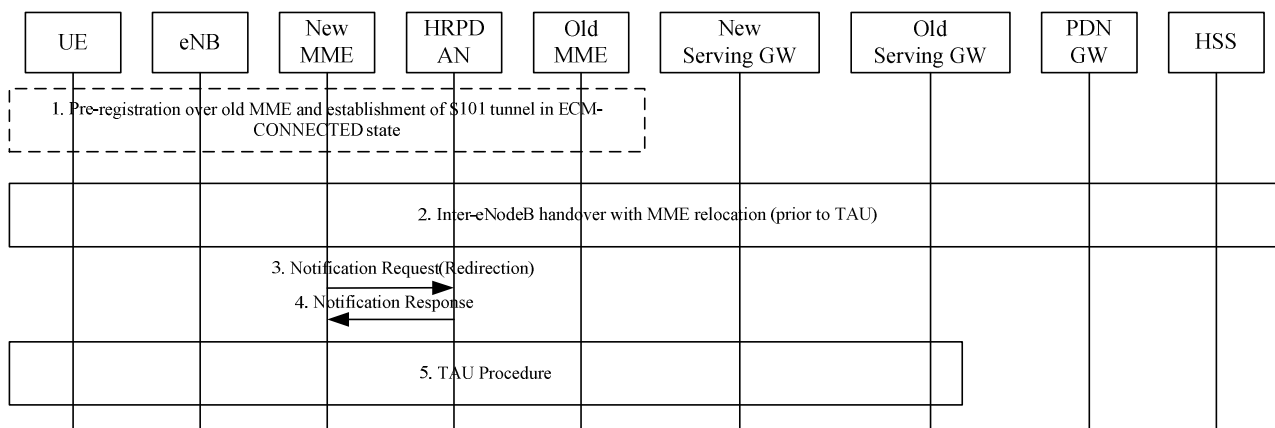 UE
eNB
New
MME
HRPD
AN
Old
MME
New
Serving GW
Old
Serving GW
PDN
GW
HSS
1. Pre-registration over old MME and establishment of S101 tunnel in ECM-
CONNECTED state
2. Inter-eNodeB handover with MME relocation (prior to TAU)
3. Notification Request(Redirection)
4. Notification Response
5. TAU Procedure